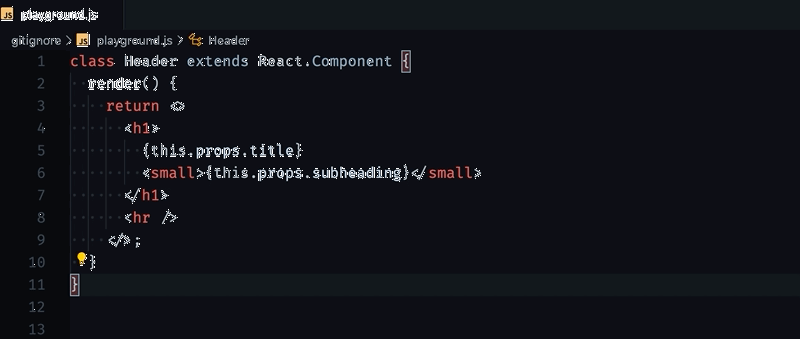 JS playground.js
gitignore > JS playground.js > Header
1 class Header extends React.Component {
2 render() {
3 return <>
4 <h1>
5 {this.props.title}
6 <small>{this.props.subheading}</small>
7 </h1>
8 <hr />
9 </>;
10 }
11 }
12
13